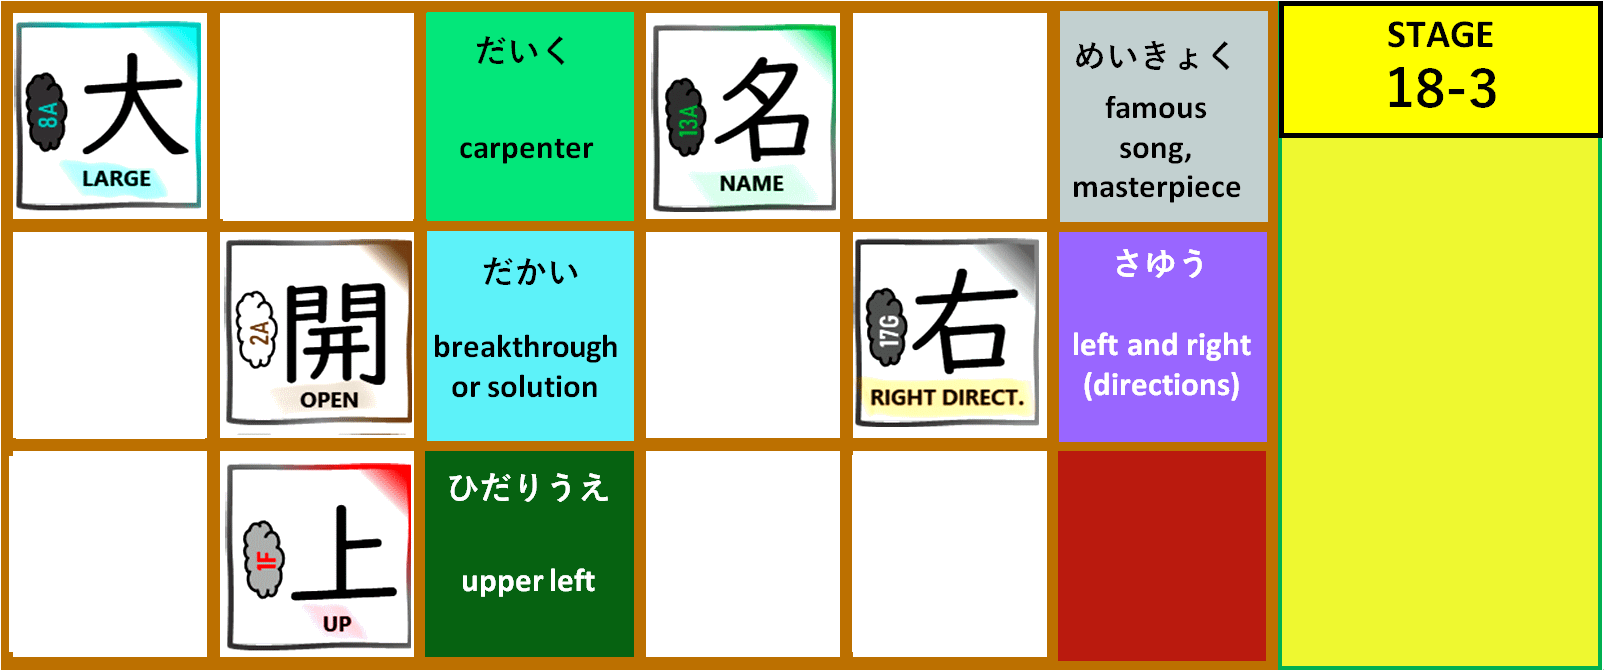 8A
大
LARGE
だいく
carpenter
13A
名
NAME
めいきょく
famous
song,
masterpiece
STAGE
18-3
2A
開
OPEN
だかい
breakthrough
or solution
17G
右
RIGHT DIRECT.
さゆう
left and right
(directions)
1F
上
UP
ひだりうえ
upper left